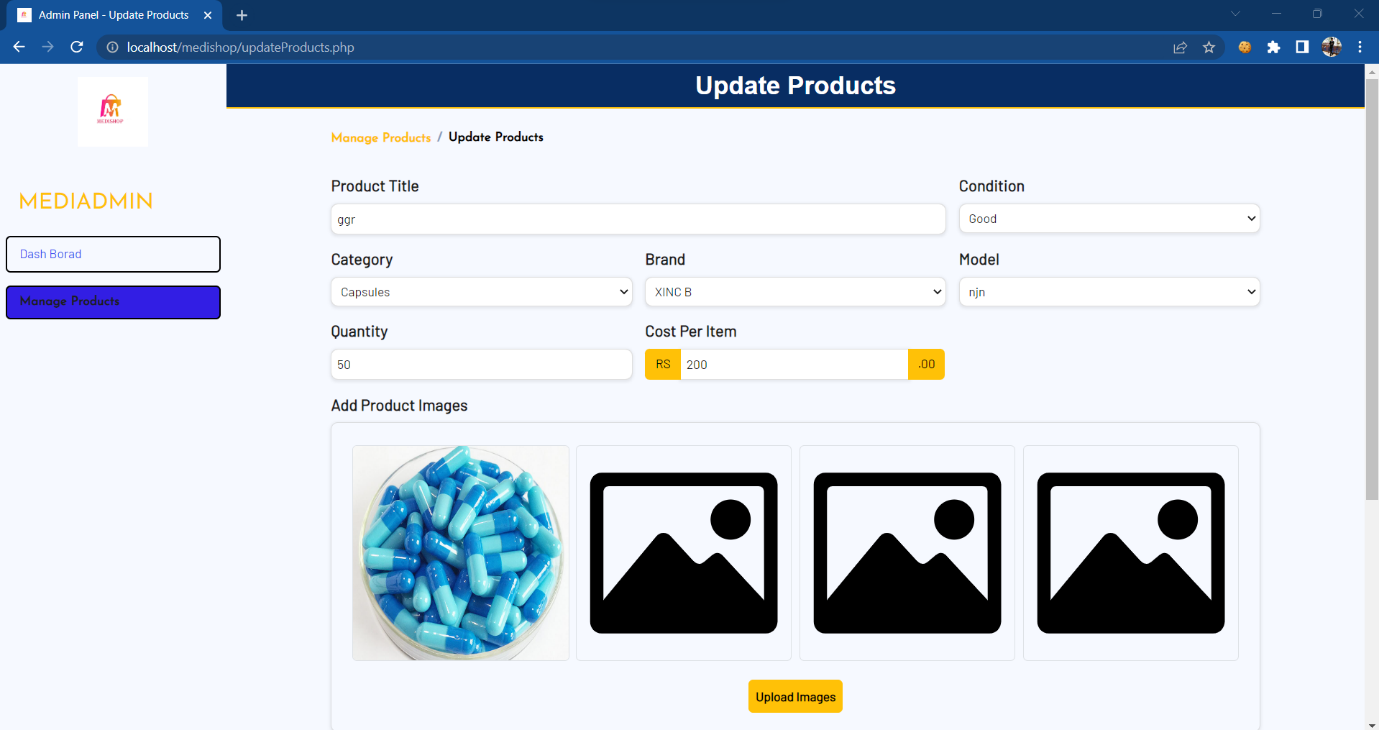 Admin Panel - Update Products
localhost/medishop/updateProducts.php
MEDISHOP
Update Products
Manage Products / Update Products
MEDIADMIN
Dash Borad
Manage Products
Product Title
Condition
ggr
Good
Category
Brand
Model
Capsules
XINC B
njn
Quantity
Cost Per Item
50
RS 200 .00
Add Product Images
Upload Images